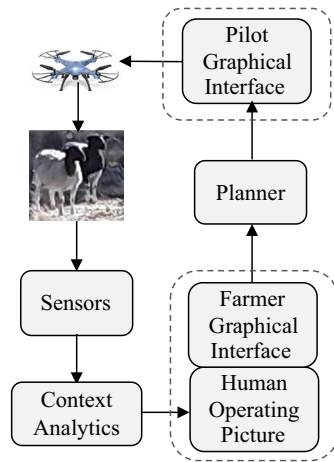 Pilot
Graphical
Interface
Planner
Sensors
Farmer
Graphical
Interface
Context
Analytics
Human
Operating
Picture